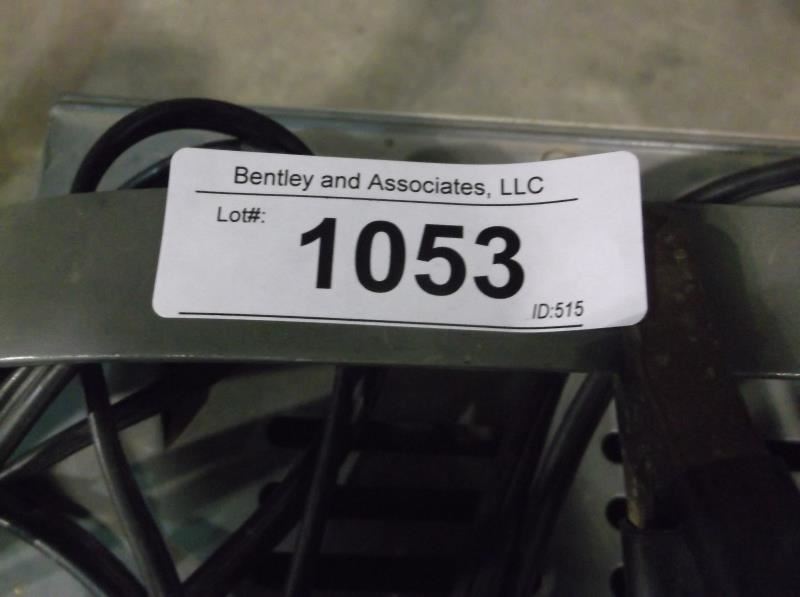 Bentley and Associates, LLC
Lot#:
1053
ID:515